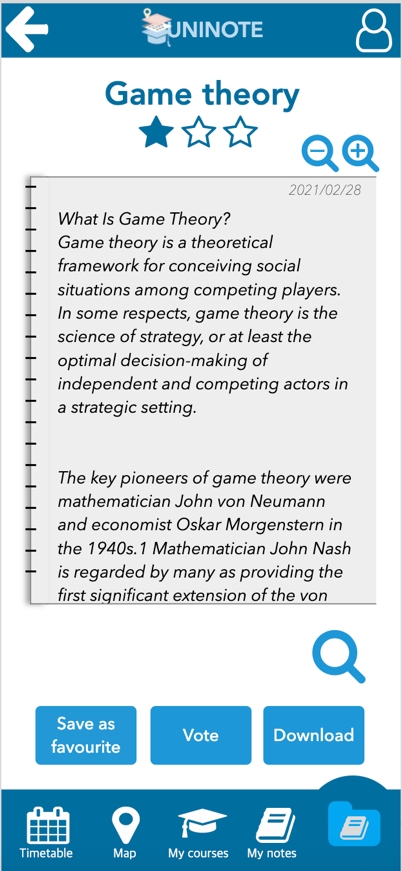 UNINOTE
Game theory
2021/02/28
What Is Game Theory?
Game theory is a theoretical
framework for conceiving social
situations among competing players.
In some respects, game theory is the
science of strategy, or at least the
optimal decision-making of
independent and competing actors in
a strategic setting.
The key pioneers of game theory were
mathematician John von Neumann
and economist Oskar Morgenstern in
the 1940s.1 Mathematician John Nash
is regarded by many as providing the
first significant extension of the von
Save as
favourite
Vote
Download
Timetable
Map
My courses
My notes